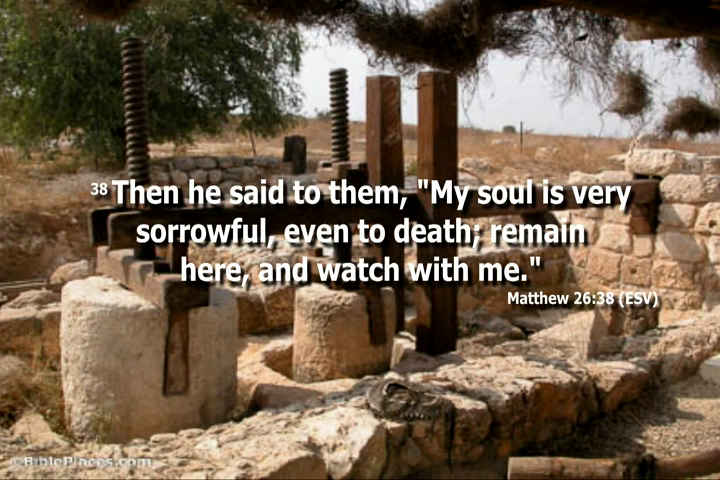 38 Then he said to them, "My soul is very
sorrowful, even to death; remain
here, and watch with me."
Matthew 26:38 (ESV)
©BiblePlaces.com